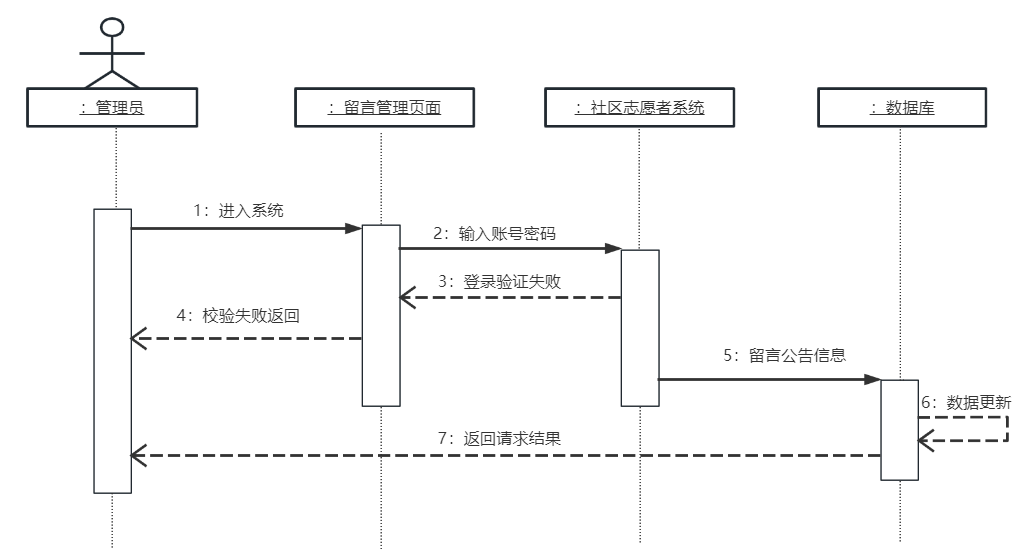 ：管理员
：留言管理页面
：社区志愿者系统
：数据库
1：进入系统
2：输入账号密码
3：登录验证失败
4：校验失败返回
5：留言公告信息
6：数据更新
7：返回请求结果